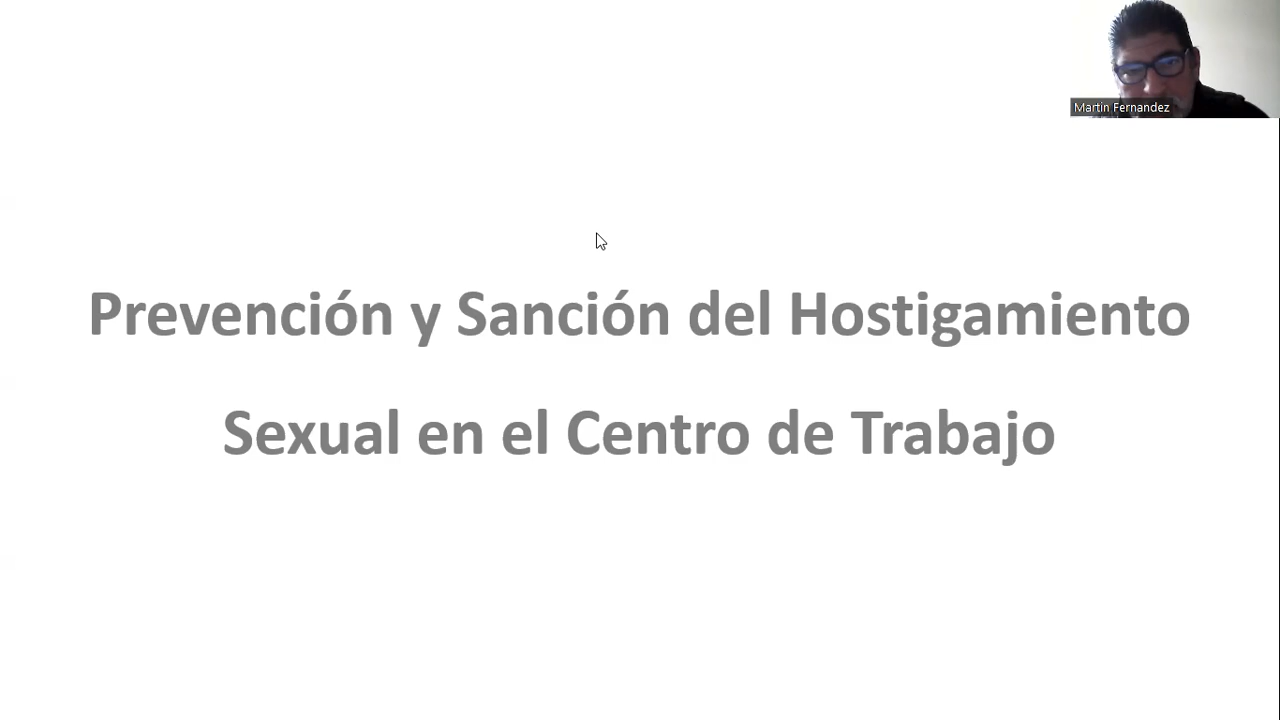 Martin Fernandez
Prevención y Sanción del Hostigamiento
Sexual en el Centro de Trabajo